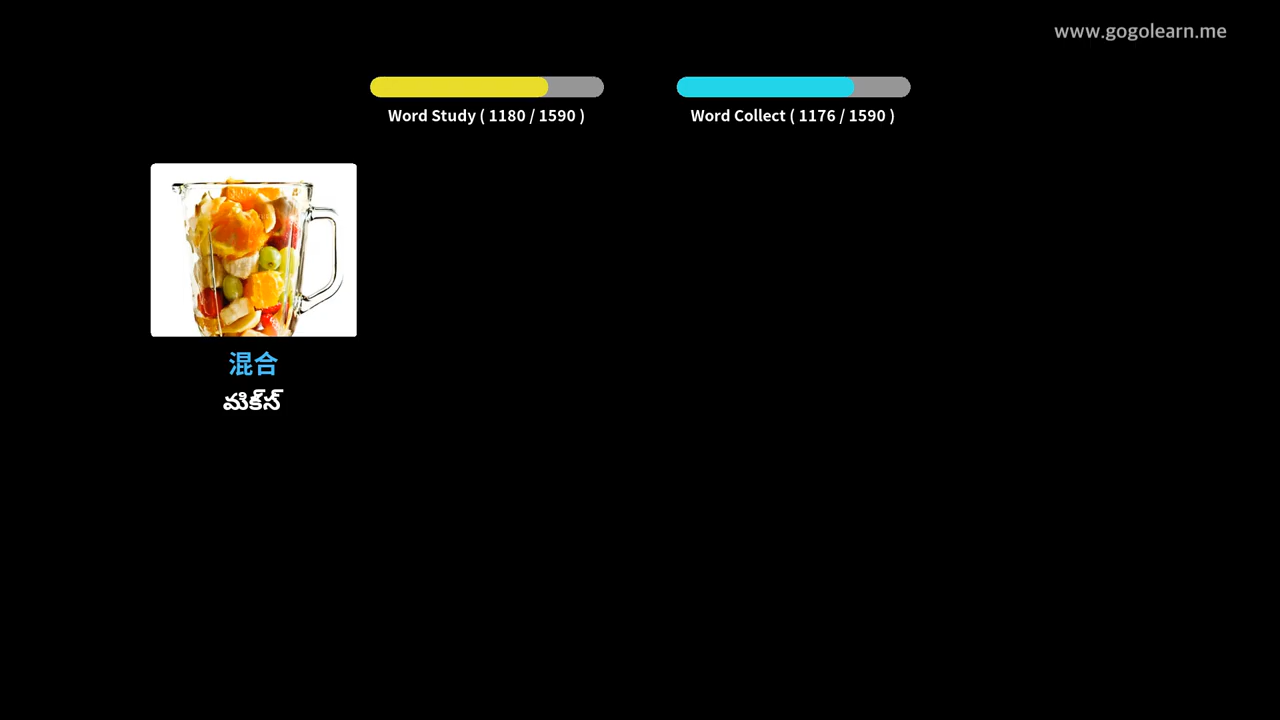 www.gogolearn.me
Word Study ( 1180 / 1590 )
Word Collect ( 1176 / 1590 )
混合
మిక్స్